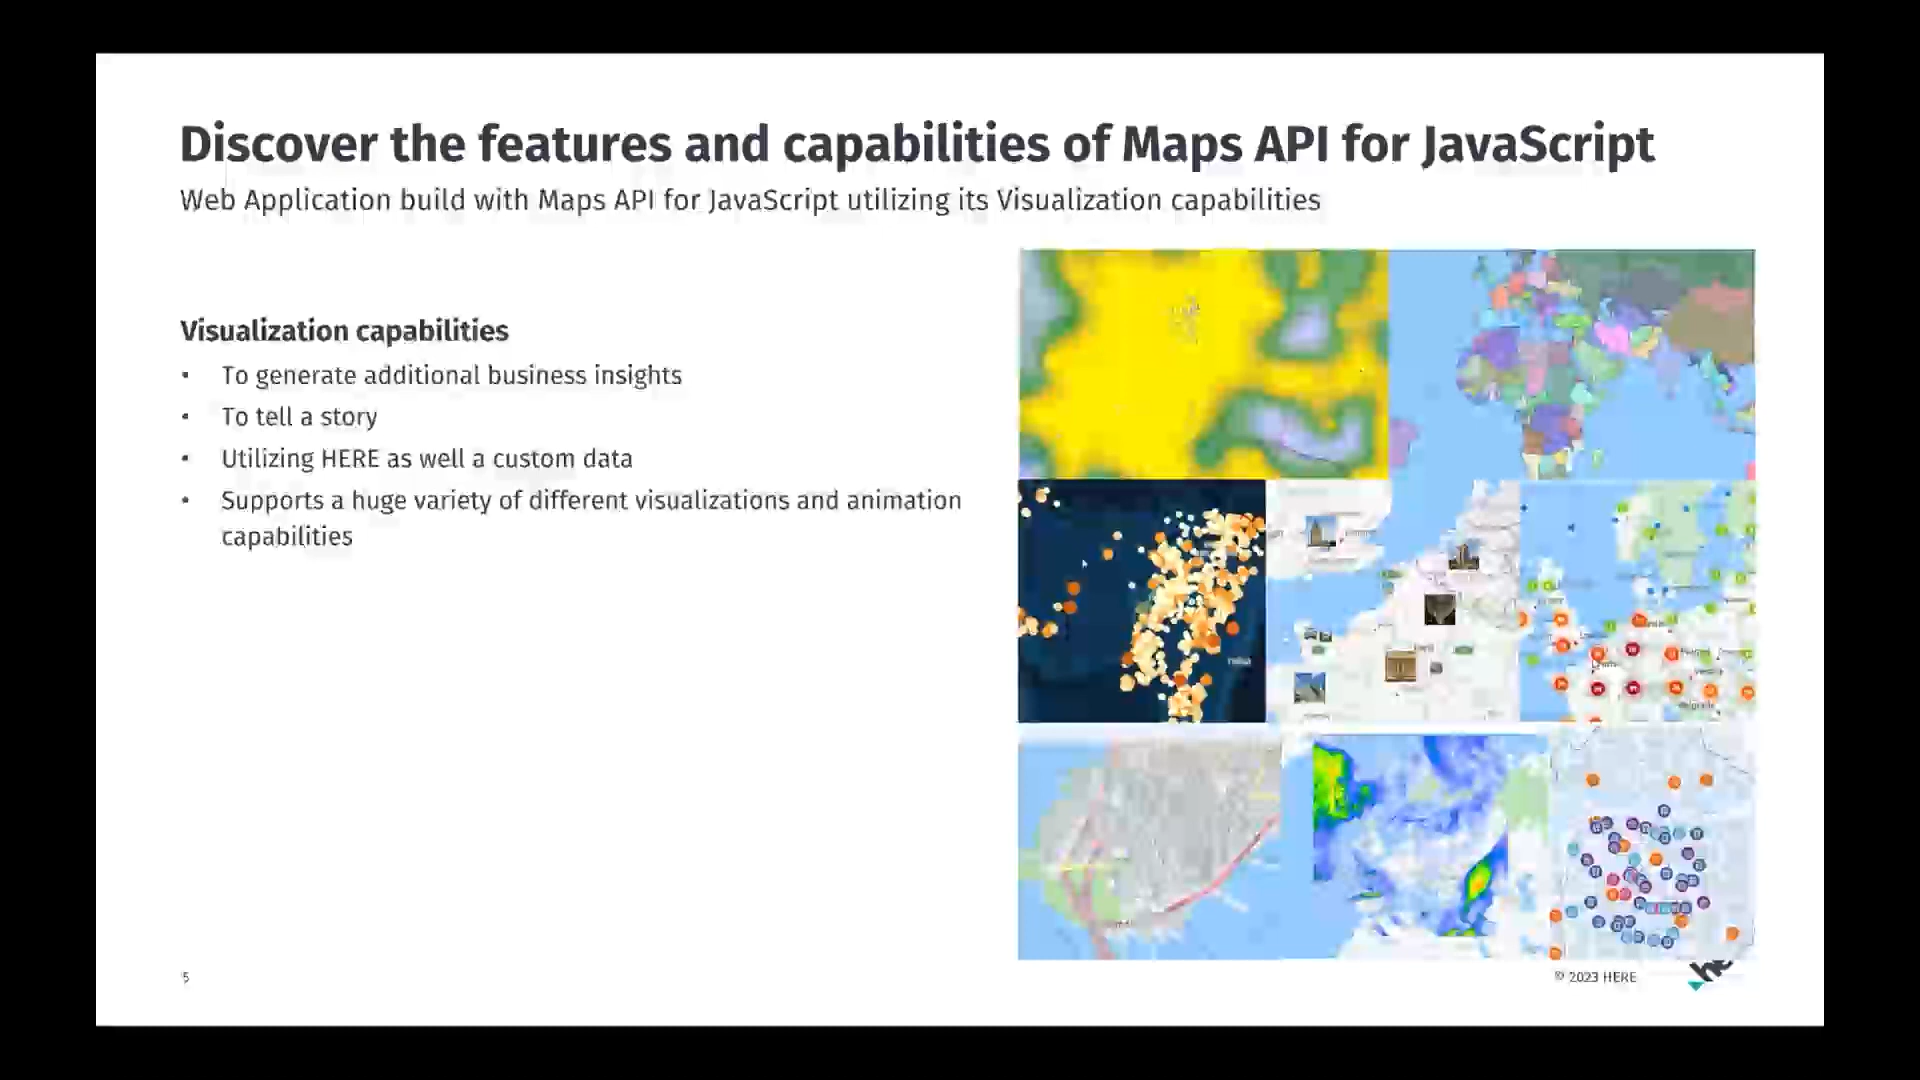 Discover the features and capabilities of Maps API for JavaScript
Web Application build with Maps API for JavaScript utilizing its Visualization capabilities
Visualization capabilities
• To generate additional business insights
• To tell a story
• Utilizing HERE as well a custom data
• Supports a huge variety of different visualizations and animation
capabilities
5
© 2023 HERE
he